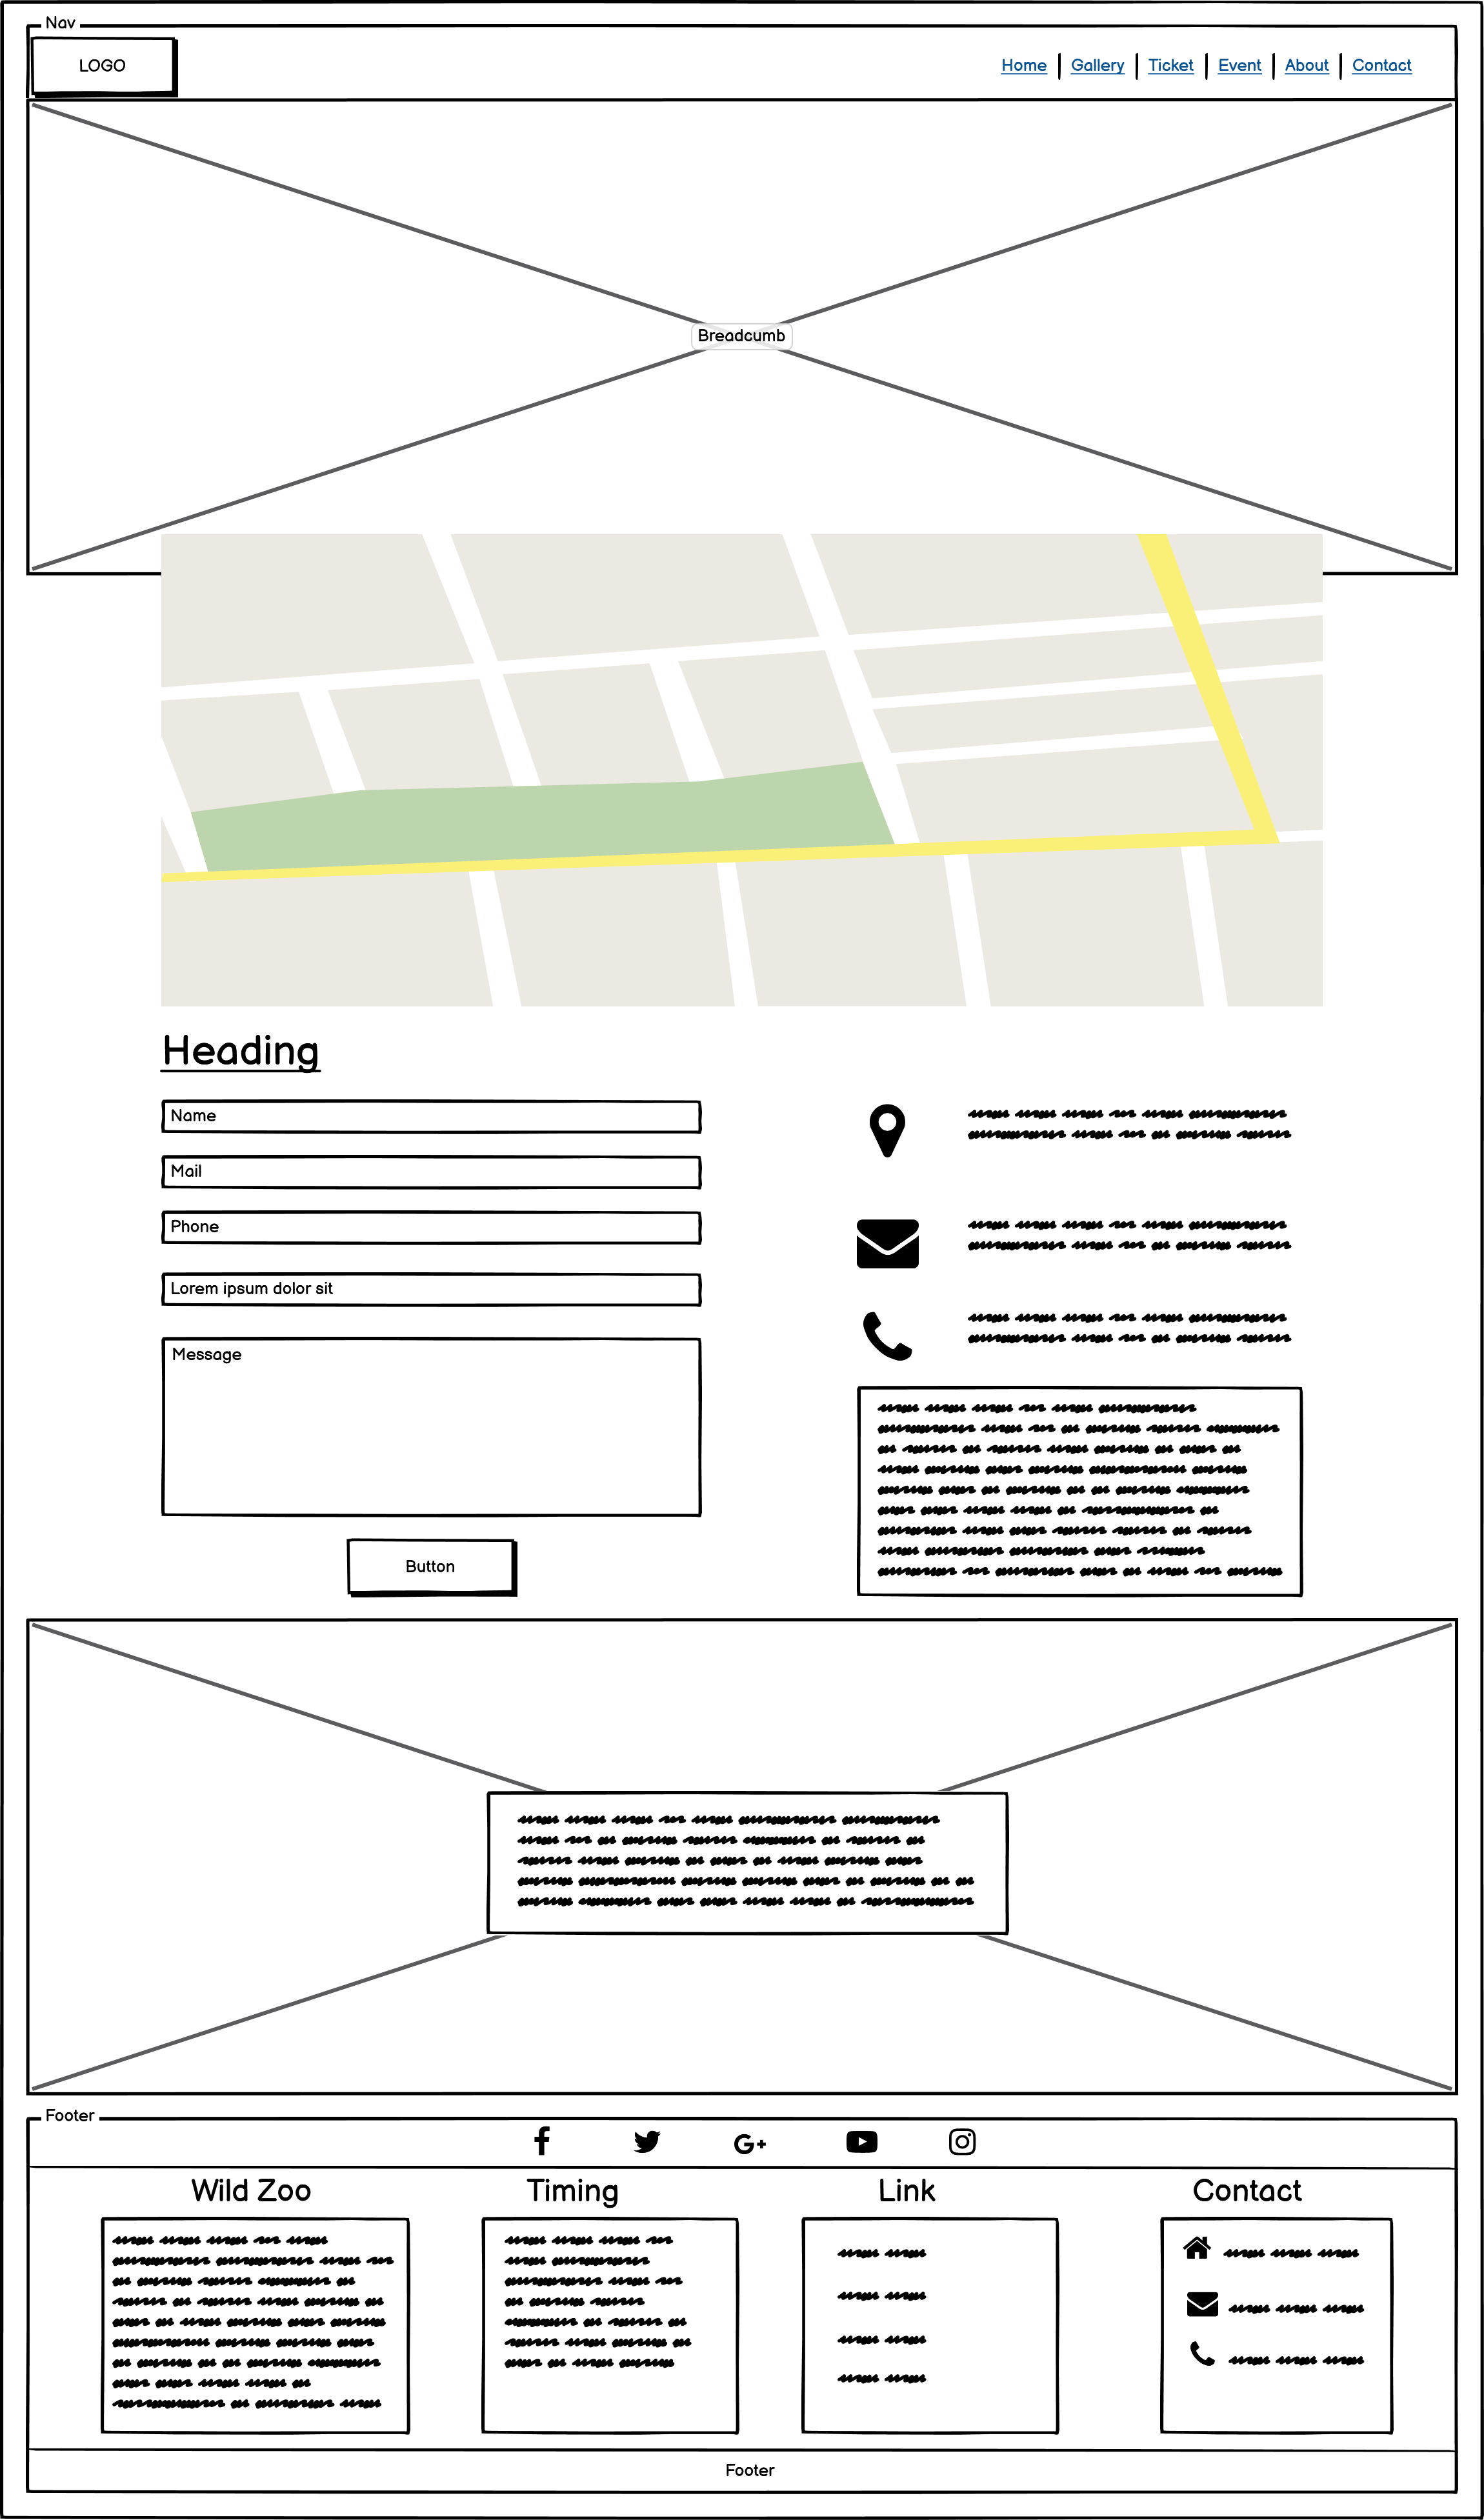 Nav
LOGO
Home Gallery Ticket Event About Contact
Breadcumb
Heading
Name
Mail
Phone
Lorem ipsum dolor sit
Message
Button
Footer
Wild Zoo
Timing
Link
Contact
Footer